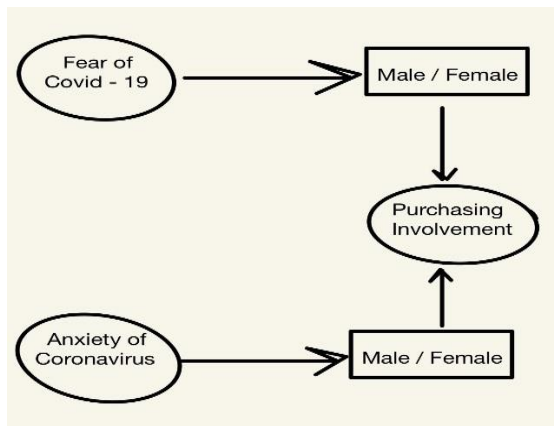 Fear of
Covid - 19
Male / Female
Purchasing
Involvement
Anxiety of
Coronavirus
Male / Female